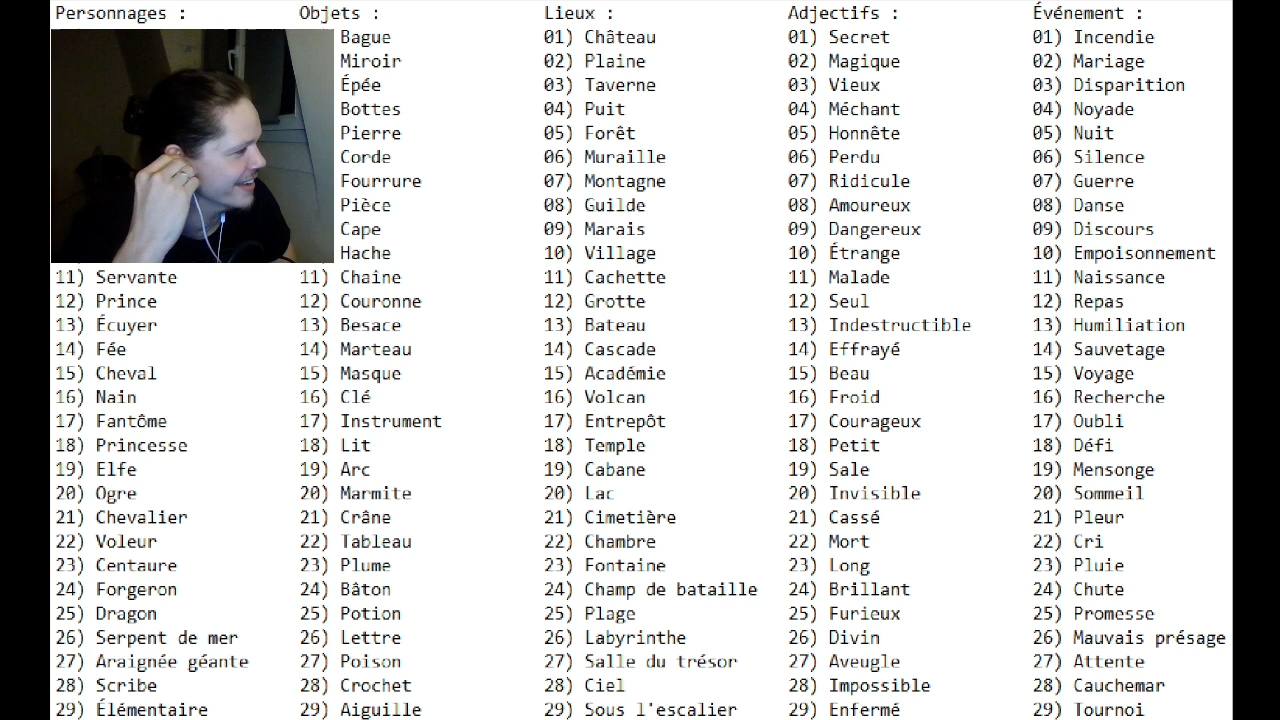 Personnages : Objets : Lieux : Adjectifs : Événement :
Bague 01) Château 01) Secret 01) Incendie
Miroir 02) Plaine 02) Magique 02) Mariage
Épée 03) Taverne 03) Vieux 03) Disparition
Bottes 04) Puit 04) Méchant 04) Noyade
Pierre 05) Forêt 05) Honnête 05) Nuit
Corde 06) Muraille 06) Perdu 06) Silence
Fourrure 07) Montagne 07) Ridicule 07) Guerre
Pièce 08) Guilde 08) Amoureux 08) Danse
Cape 09) Marais 09) Dangereux 09) Discours
Hache 10) Village 10) Étrange 10) Empoisonnement
11) Servante 11) Chaine 11) Cachette 11) Malade 11) Naissance
12) Prince 12) Couronne 12) Grotte 12) Seul 12) Repas
13) Écuyer 13) Besace 13) Bateau 13) Indestructible 13) Humiliation
14) Fée 14) Marteau 14) Cascade 14) Effrayé 14) Sauvetage
15) Cheval 15) Masque 15) Académie 15) Beau 15) Voyage
16) Nain 16) Clé 16) Volcan 16) Froid 16) Recherche
17) Fantôme 17) Instrument 17) Entrepôt 17) Courageux 17) Oubli
18) Princesse 18) Lit 18) Temple 18) Petit 18) Défi
19) Elfe 19) Arc 19) Cabane 19) Sale 19) Mensonge
20) Ogre 20) Marmite 20) Lac 20) Invisible 20) Sommeil
21) Chevalier 21) Crâne 21) Cimetière 21) Cassé 21) Pleur
22) Voleur 22) Tableau 22) Chambre 22) Mort 22) Cri
23) Centaure 23) Plume 23) Fontaine 23) Long 23) Pluie
24) Forgeron 24) Bâton 24) Champ de bataille 24) Brillant 24) Chute
25) Dragon 25) Potion 25) Plage 25) Furieux 25) Promesse
26) Serpent de mer 26) Lettre 26) Labyrinthe 26) Divin 26) Mauvais présage
27) Araignée géante 27) Poison 27) Salle du trésor 27) Aveugle 27) Attente
28) Scribe 28) Crochet 28) Ciel 28) Impossible 28) Cauchemar
29) Élémentaire 29) Aiguille 29) Sous l'escalier 29) Enfermé 29) Tournoi